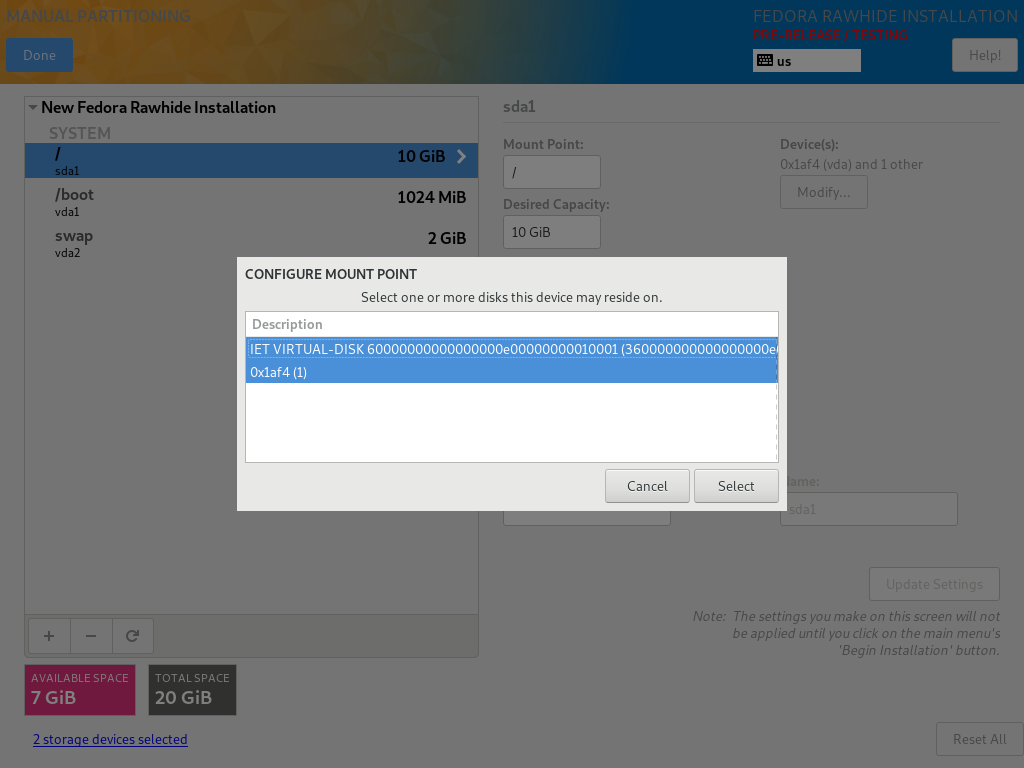 MANUAL PARTITIONING
FEDORA RAWHIDE INSTALLATION
PRE-RELEASE / TESTING
Done
us
Help!
New Fedora Rawhide Installation
SYSTEM
/
10 GiB
sda1
/boot
1024 MiB
vda1
swap
2 GiB
vda2
sda1
Mount Point:
/
Device(s):
0x1af4 (vda) and 1 other
Modify...
Desired Capacity:
10 GiB
CONFIGURE MOUNT POINT
Select one or more disks this device may reside on.
Description
IET VIRTUAL-DISK 60000000000000000e00000000010001
0x1af4 (1)
Cancel
Select
sda1
Update Settings
Note: The settings you make on this screen will not
be applied until you click on the main menu's
'Begin Installation' button.
+ −
AVAILABLE SPACE
7 GiB
TOTAL SPACE
20 GiB
2 storage devices selected
Reset All